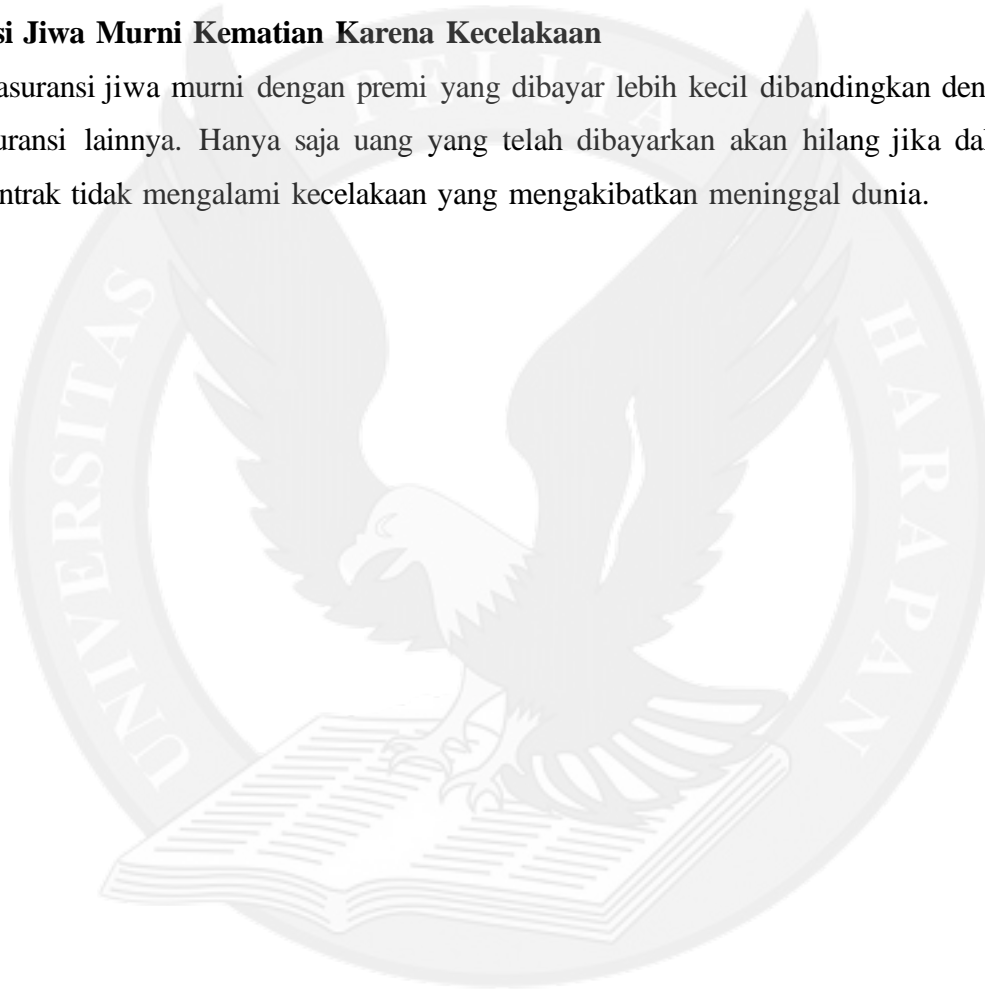 si Jiwa Murni Kematian Karena Kecelakaan
asuransi jiwa murni dengan premi yang dibayar lebih kecil dibandingkan den
uransi lainnya. Hanya saja uang yang telah dibayarkan akan hilang jika dal
ntrak tidak mengalami kecelakaan yang mengakibatkan meninggal dunia.
UNIVERSITAS PELITA HARAPAN